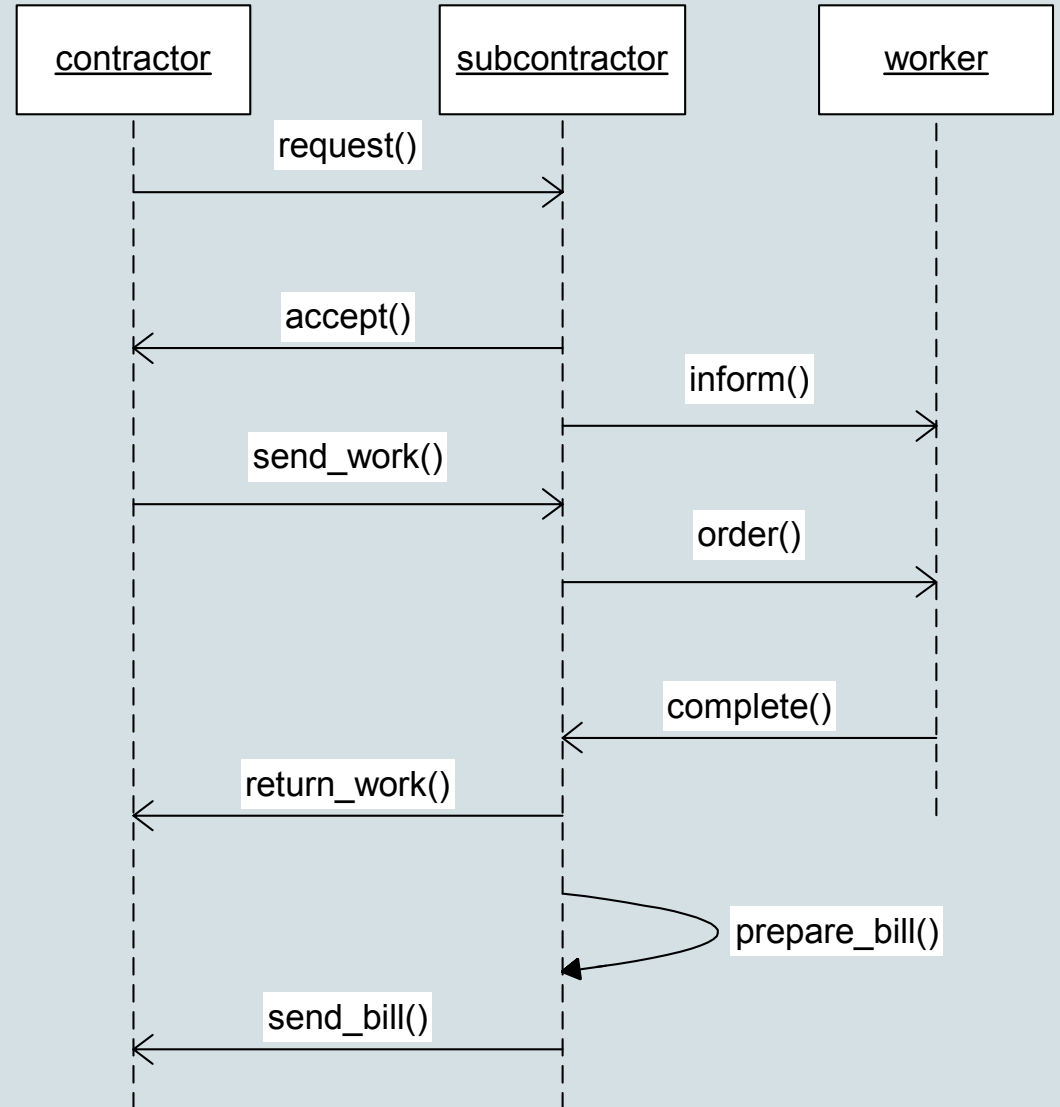 contractor
subcontractor
worker
request()
accept()
inform()
send_work()
order()
complete()
return_work()
prepare_bill()
send_bill()